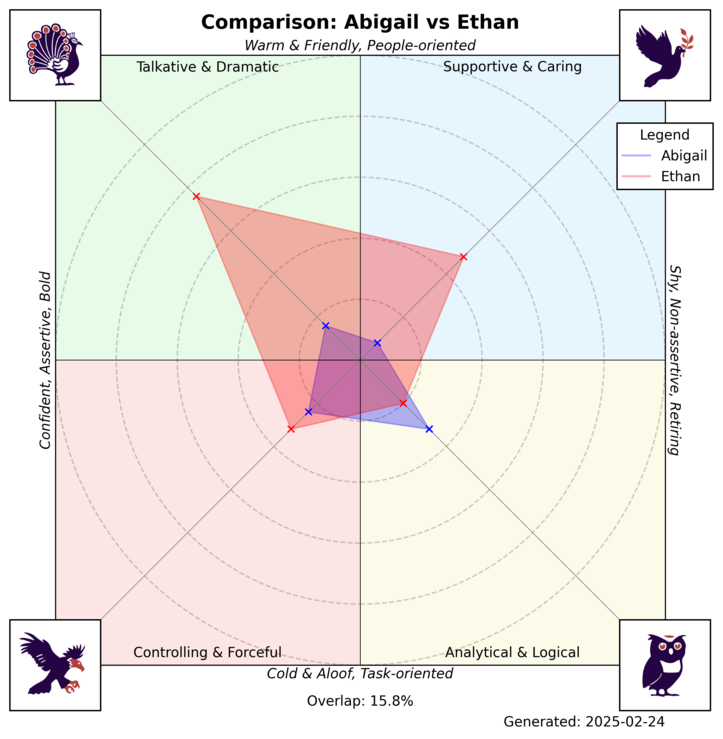 Comparison: Abigail vs Ethan
Warm & Friendly, People-oriented
Talkative & Dramatic
Supportive & Caring
Legend
Abigail
Ethan
Confident, Assertive, Bold
Shy, Non-assertive, Retiring
Controlling & Forceful
Analytical & Logical
Cold & Aloof, Task-oriented
Overlap: 15.8%
Generated: 2025-02-24